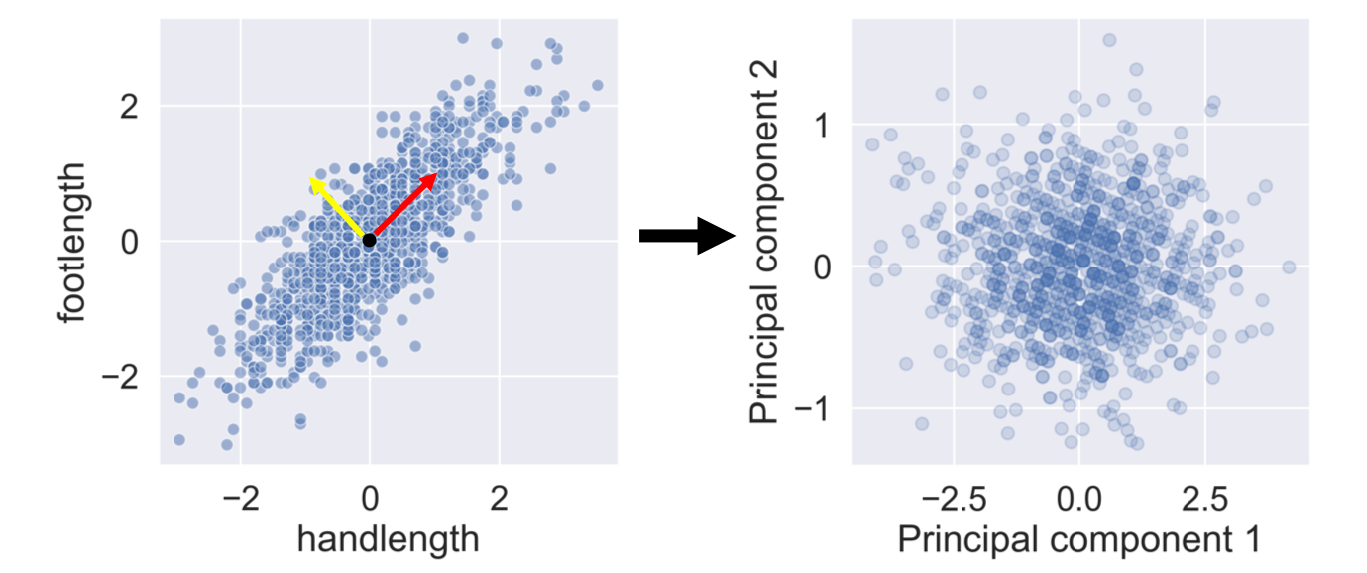 footlength
2
0
−2
−2 0 2
handlength
Principal component 2
1
0
−1
−2.5 0.0 2.5
Principal component 1